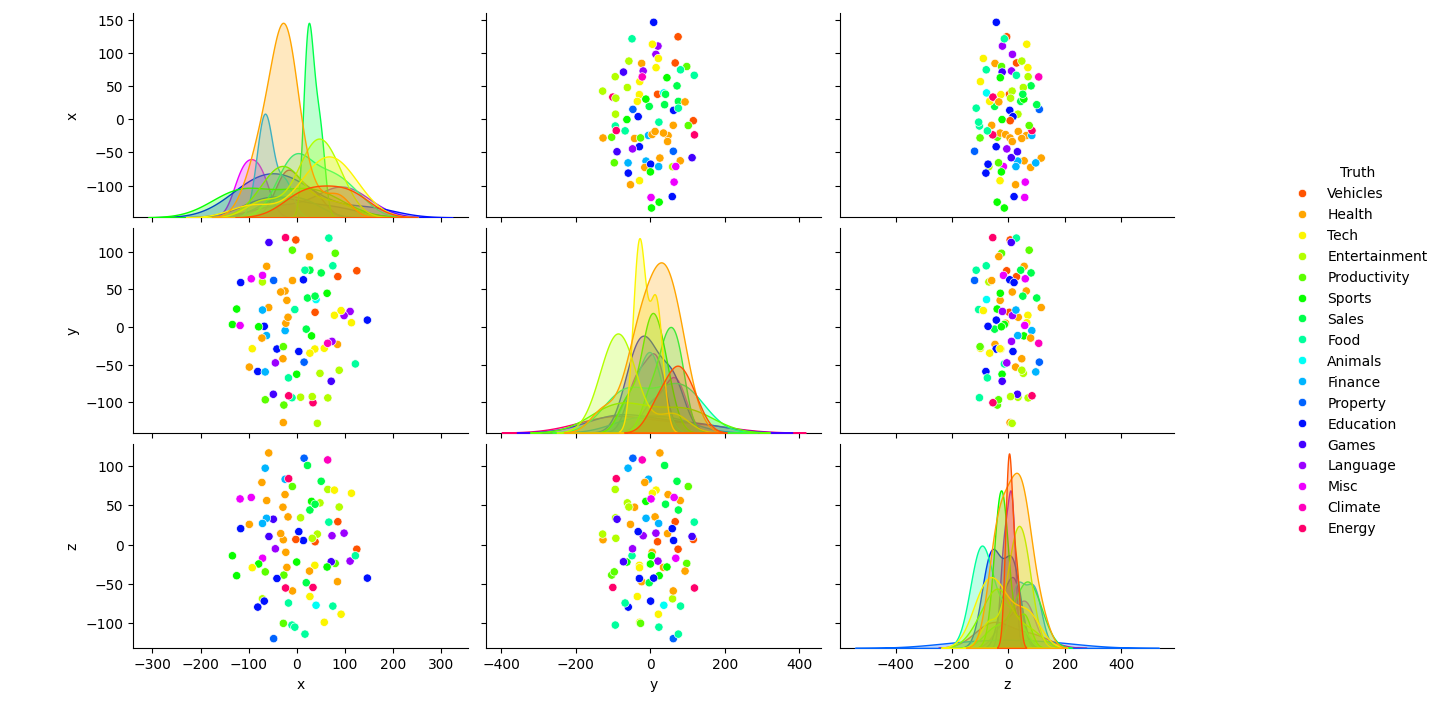 150
100
50
0
−50
−100
x
100
50
0
−50
−100
y
100
50
0
−50
−100
z
−300 −200 −100 0 100 200 300
x
−400 −200 0 200 400
y
−400 −200 0 200 400
z
Truth
Vehicles
Health
Tech
Entertainment
Productivity
Sports
Sales
Food
Animals
Finance
Property
Education
Games
Language
Misc
Climate
Energy